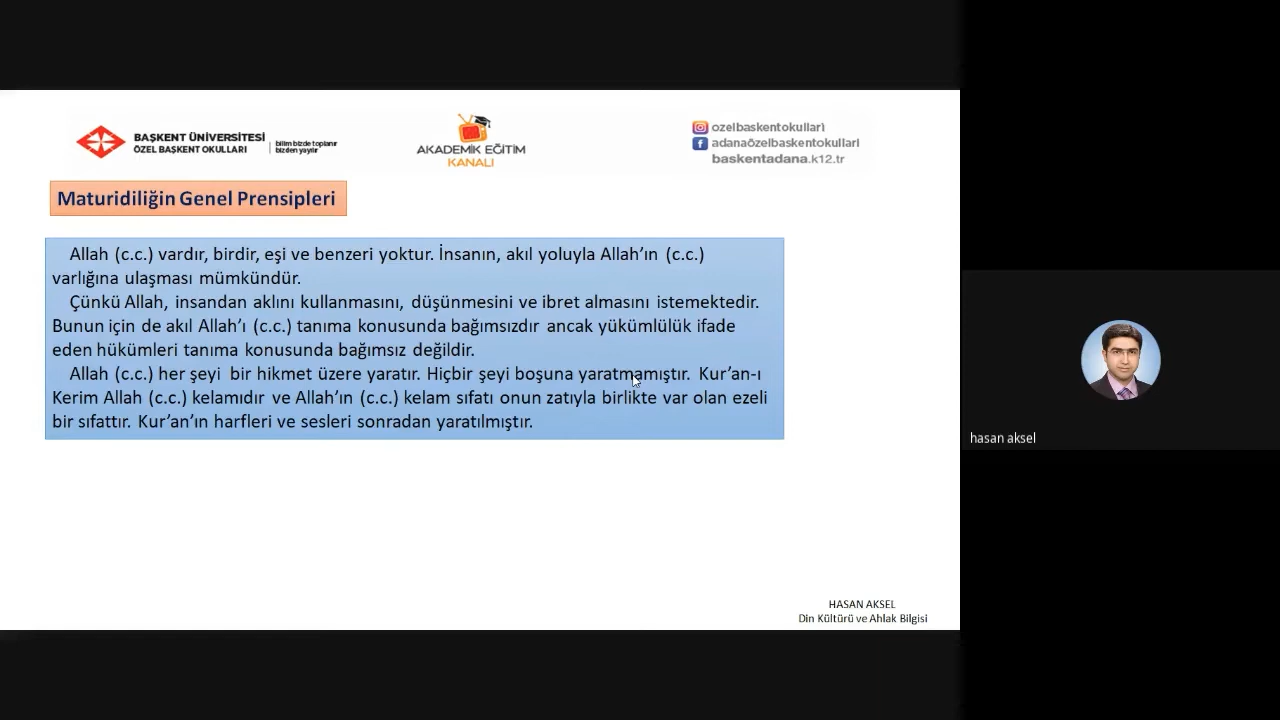 BAŞKENT ÜNİVERSİTESİ
ÖZEL BAŞKENT OKULLARI
bilim bizde toplanır
bizden yayılır
AKADEMİK EĞİTİM
KANALI
ozelbaskentokullari
adanaözelbaskentokullari
baskentadana.k12.tr
Maturidiliğin Genel Prensipleri
Allah (c.c.) vardır, birdir, eşi ve benzeri yoktur. İnsanın, akıl yoluyla Allah’ın (c.c.)
varlığına ulaşması mümkündür.
Çünkü Allah, insandan aklını kullanmasını, düşünmesini ve ibret almasını istemektedir.
Bunun için de akıl Allah’ı (c.c.) tanıma konusunda bağımsızdır ancak yükümlülük ifade
eden hükümleri tanıma konusunda bağımsız değildir.
Allah (c.c.) her şeyi bir hikmet üzere yaratır. Hiçbir şeyi boşuna yaratmamıştır. Kur’an-ı
Kerim Allah (c.c.) kelamıdır ve Allah’ın (c.c.) kelam sıfatı onun zatıyla birlikte var olan ezeli
bir sıfattır. Kur’an’ın harfleri ve sesleri sonradan yaratılmıştır.
hasan aksel
HASAN AKSEL
Din Kültürü ve Ahlak Bilgisi